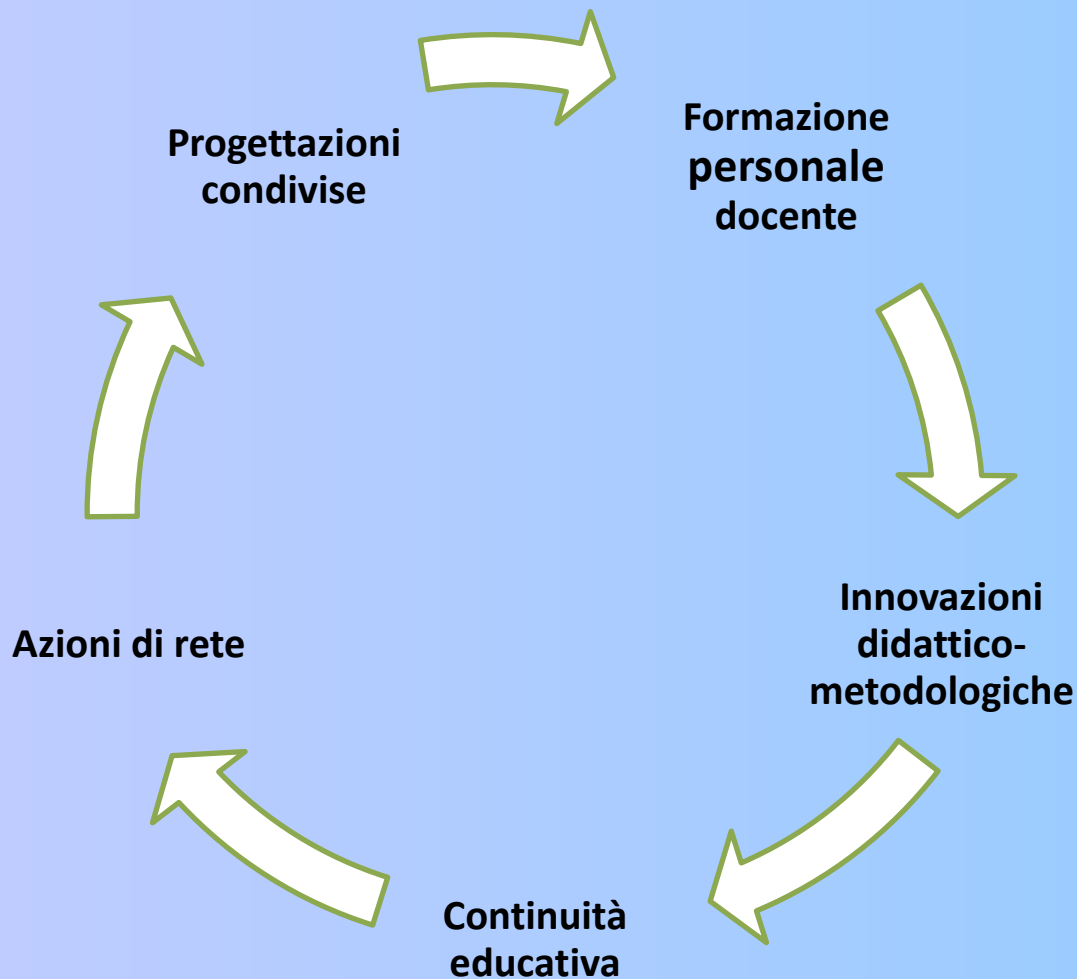 Progettazioni
condivise
Formazione
personale
docente
Innovazioni
didattico-
metodologiche
Continuità
educativa
Azioni di rete